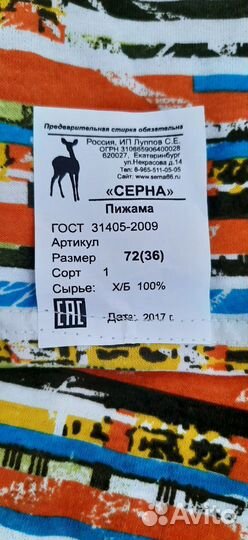 Предварительная стирка обязательна
Россия, ИП Луппов С.Е.
ОГРН 310665906400028
620027, Екатеринбург
ул.Некрасова д.14
Тел: 8-965-511-05-05
Сайт: www.serna66.ru
«СЕРНА»
Пижама
ГОСТ 31405-2009
Артикул
Размер 72(36)
Сорт 1
Сырье: Х/Б 100%
EAC Дата: 2017 г.
Avito